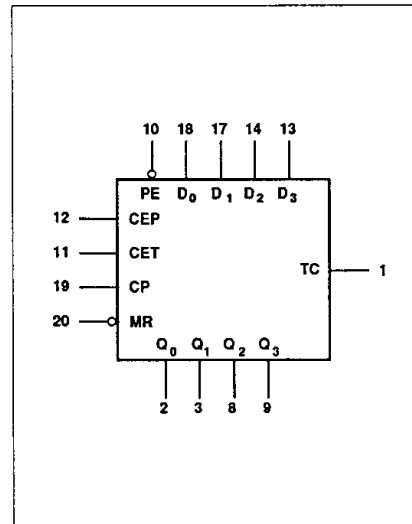 10 18 17 14 13
PE D0 D1 D2 D3
12 CEP
11 CET
TC 1
19 CP
20 MR
Q0 Q1 Q2 Q3
2 3 8 9